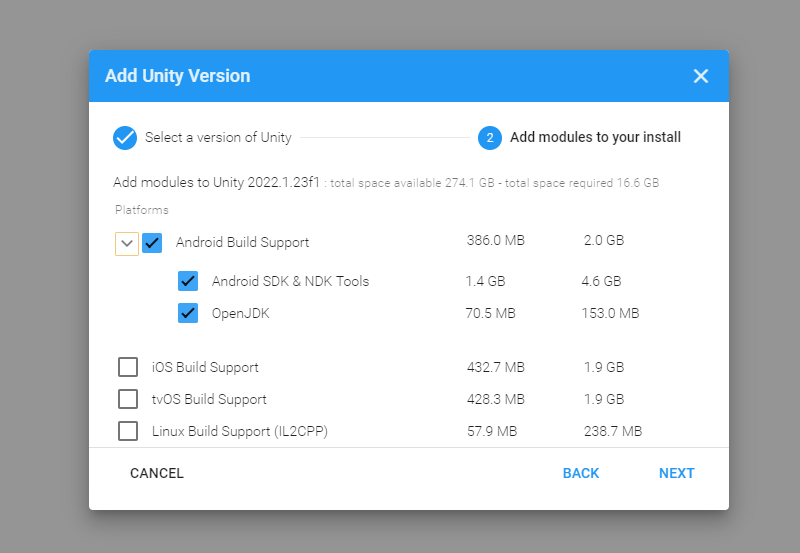 Add Unity Version
Select a version of Unity
2 Add modules to your install
Add modules to Unity 2022.1.23f1 : total space available 274.1 GB - total space required 16.6 GB
Platforms
Android Build Support 386.0 MB 2.0 GB
Android SDK & NDK Tools 1.4 GB 4.6 GB
OpenJDK 70.5 MB 153.0 MB
iOS Build Support 432.7 MB 1.9 GB
tvOS Build Support 428.3 MB 1.9 GB
Linux Build Support (IL2CPP) 57.9 MB 238.7 MB
CANCEL BACK NEXT